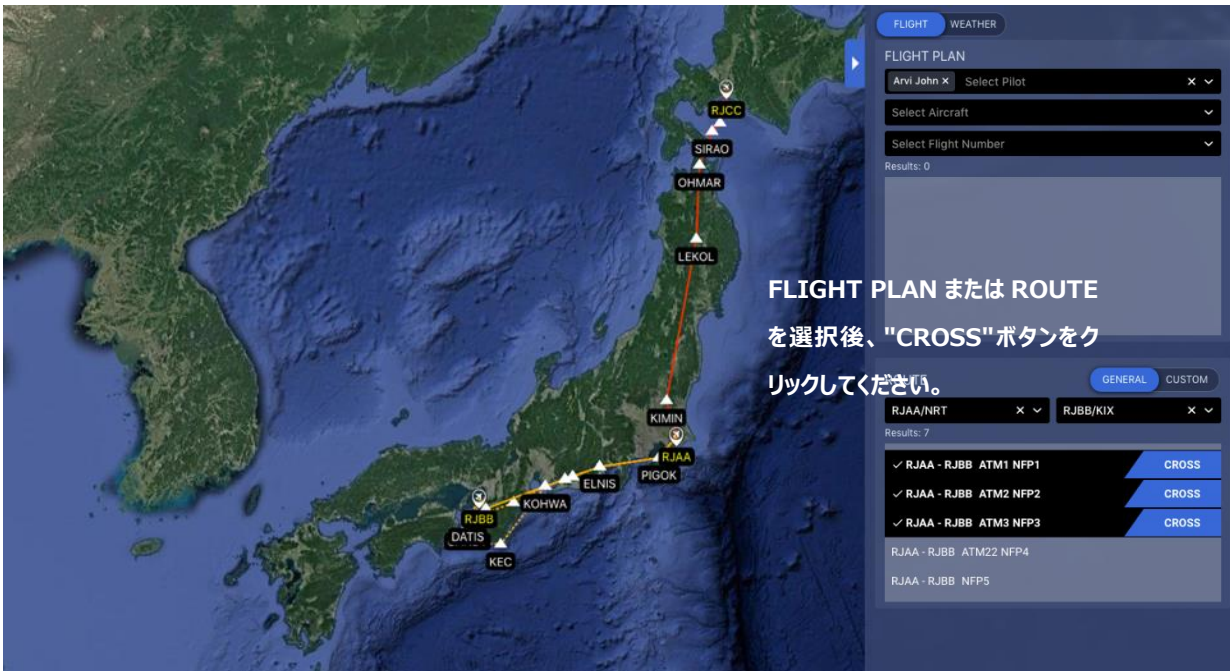 FLIGHT WEATHER
FLIGHT PLAN
Arvi John × Select Pilot
Select Aircraft
Select Flight Number
Results: 0
RJCC
SIRAO
OHMAR
LEKOL
KIMIN
RJAA
PIGOK
ELNIS
KOHWA
RJBB
DATIS
KEC
FLIGHT PLAN または ROUTE
を選択後、"CROSS"ボタンをク
リックしてください。
ROUTE
GENERAL CUSTOM
RJAA/NRT RJBB/KIX
Results: 7
RJAA - RJBB ATM1 NFP1 CROSS
RJAA - RJBB ATM2 NFP2 CROSS
RJAA - RJBB ATM3 NFP3 CROSS
RJAA - RJBB ATM22 NFP4
RJAA - RJBB NFP5